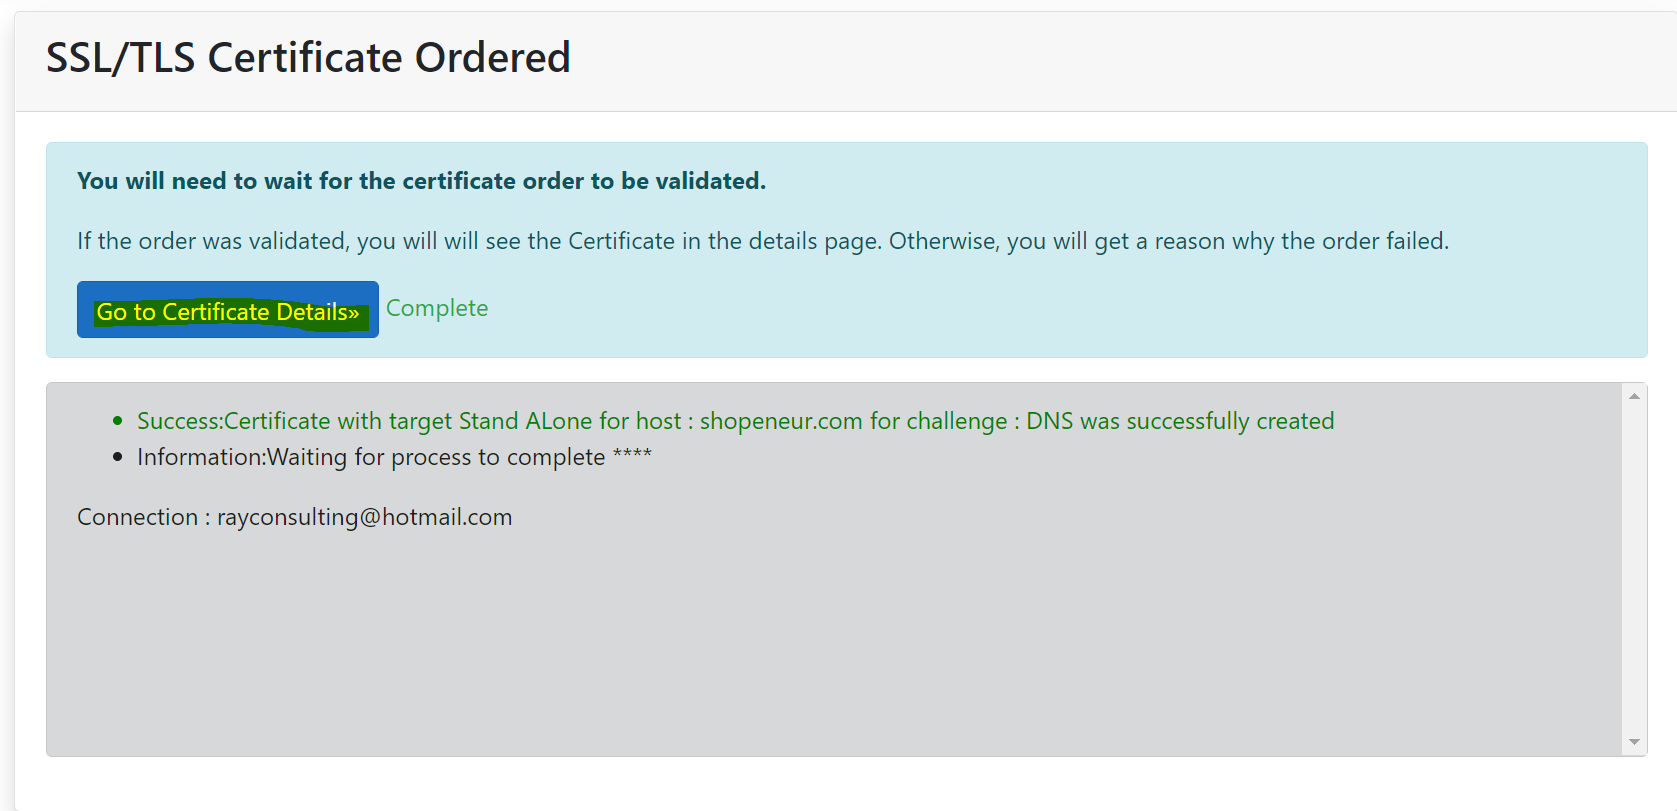 SSL/TLS Certificate Ordered
You will need to wait for the certificate order to be validated.
If the order was validated, you will will see the Certificate in the details page. Otherwise, you will get a reason why the order failed.
Go to Certificate Details» Complete
Success:Certificate with target Stand ALone for host : shopeneur.com for challenge : DNS was successfully created
Information:Waiting for process to complete ****
Connection : rayconsulting@hotmail.com